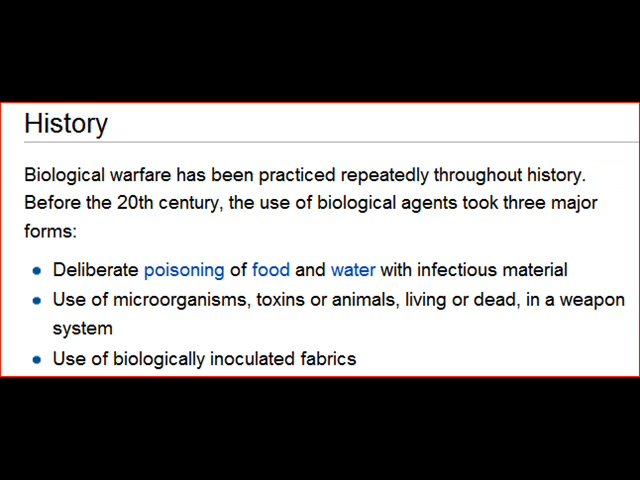 History
Biological warfare has been practiced repeatedly throughout history.
Before the 20th century, the use of biological agents took three major
forms:
Deliberate poisoning of food and water with infectious material
Use of microorganisms, toxins or animals, living or dead, in a weapon
system
Use of biologically inoculated fabrics